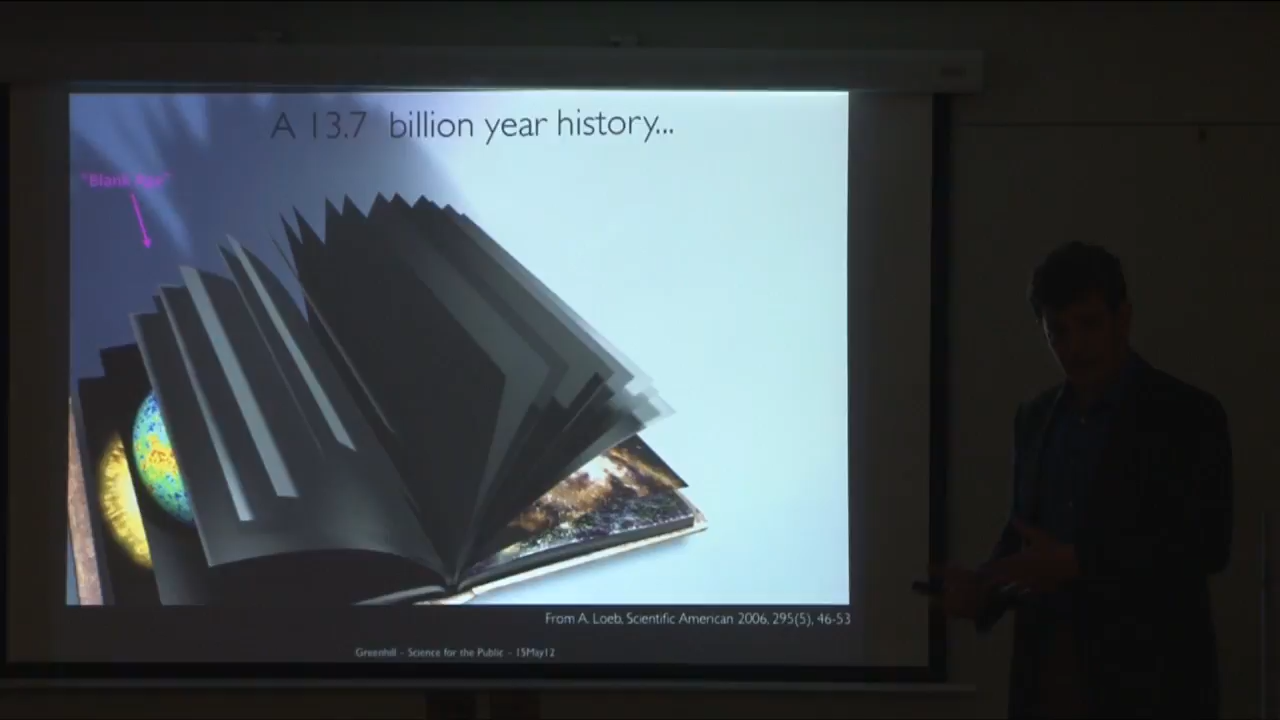 A 13.7 billion year history...
"Blank
From A. Loeb, Scientific American 2006, 295(5), 46-53
Greenhill - Science for the Public - 15May12